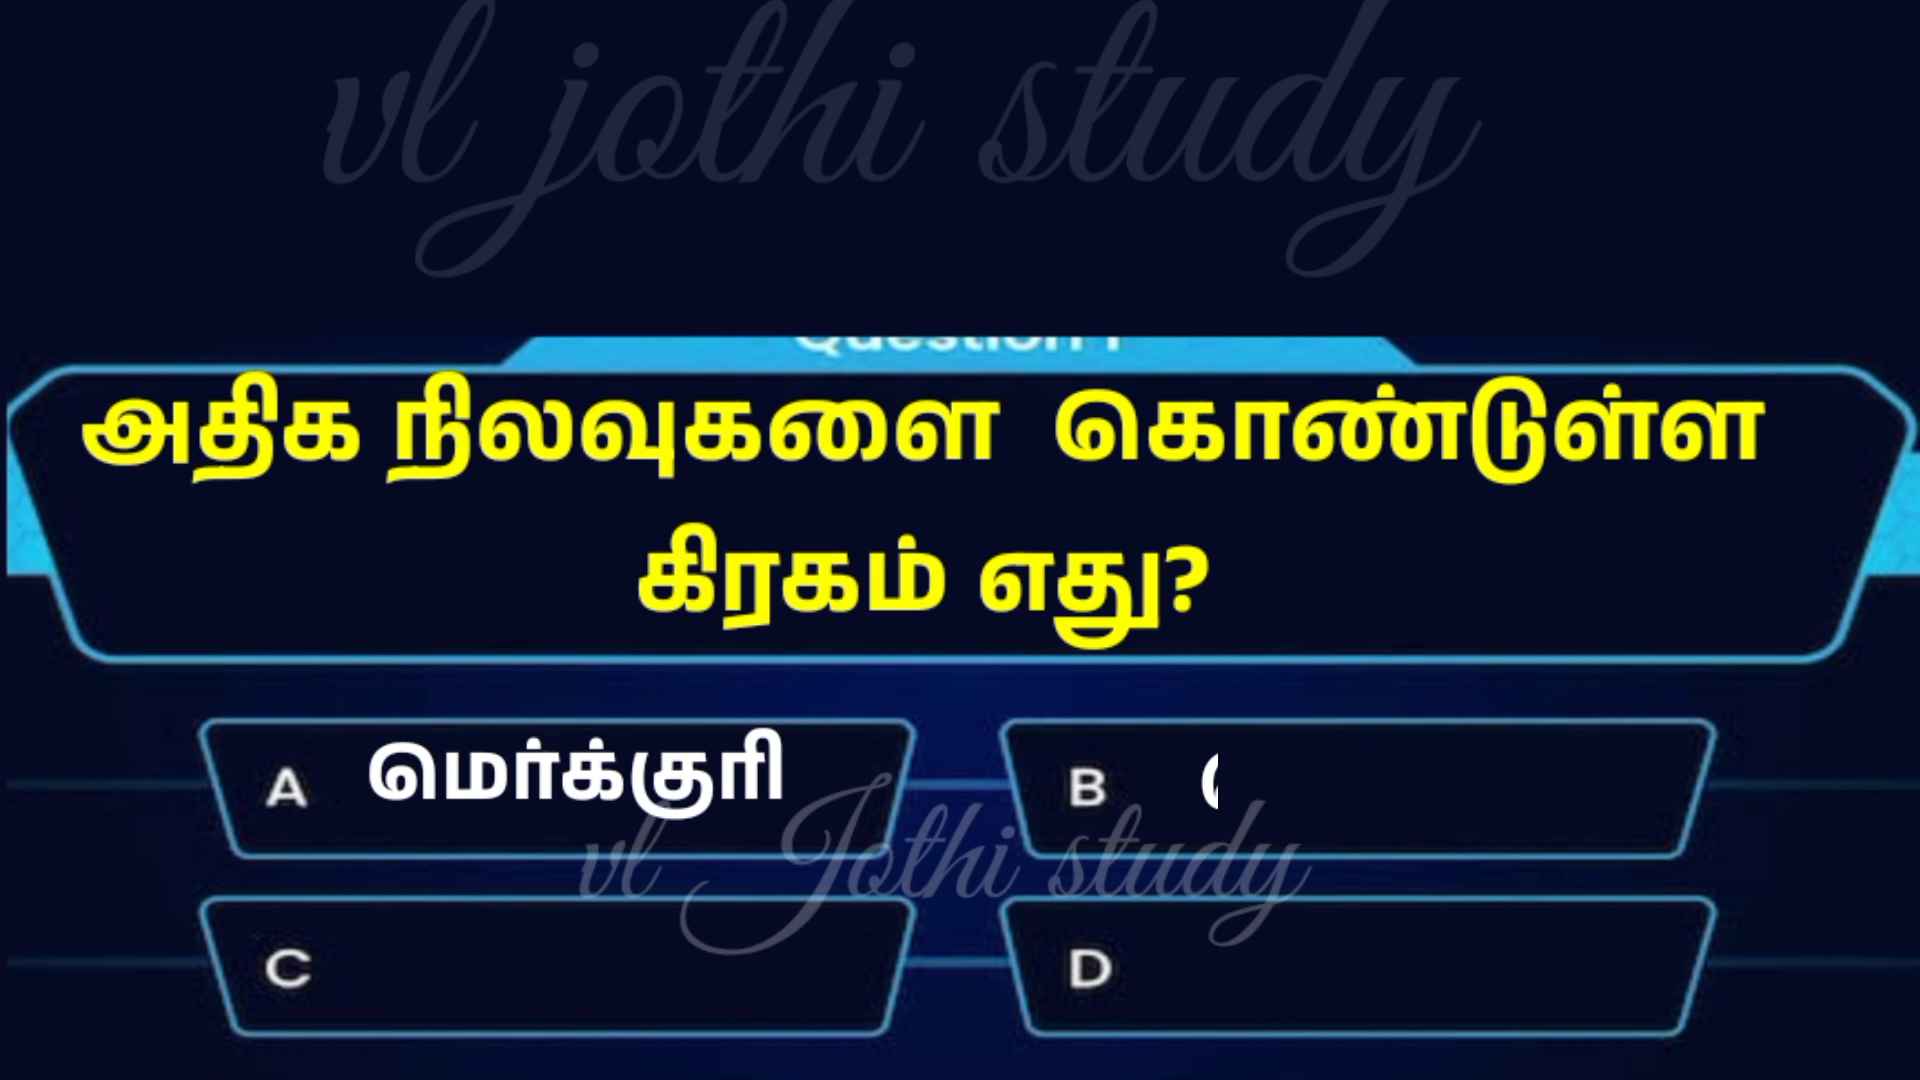 vl jothi study
அதிக நிலவுகளை கொண்டுள்ள
கிரகம் எது?
A மெர்க்குரி
B
vl Jothi study
C
D